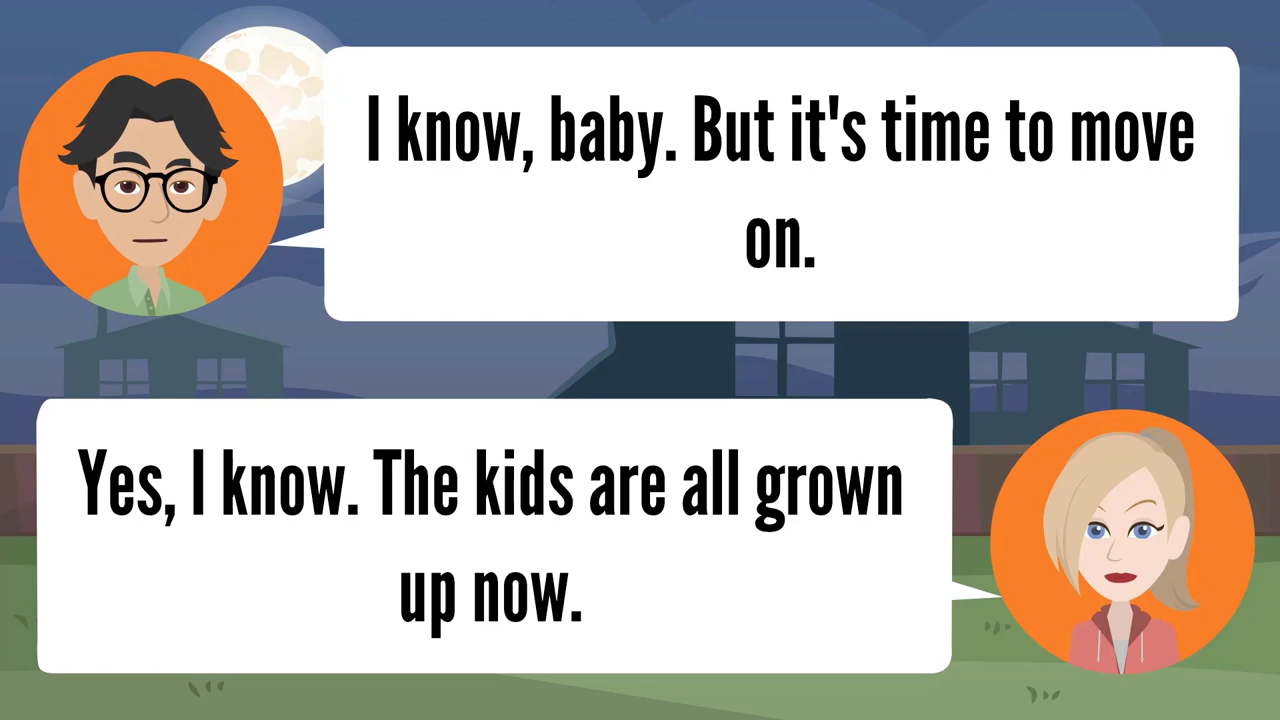 I know, baby. But it's time to move
on.
Yes, I know. The kids are all grown
up now.